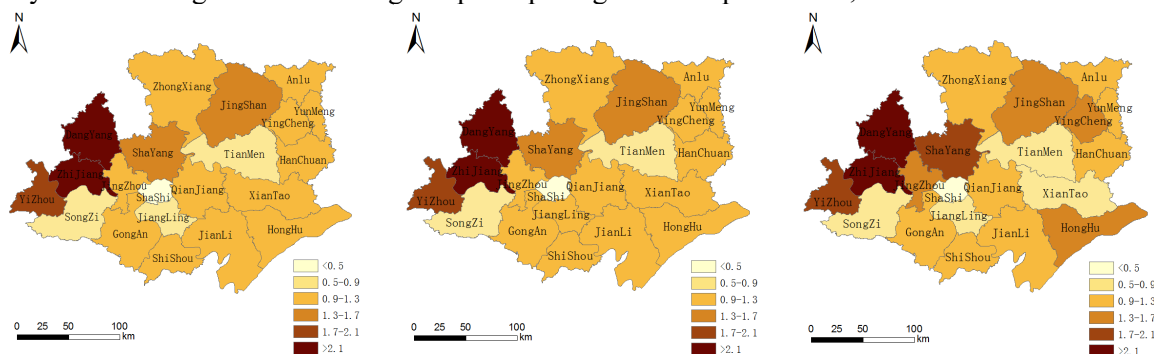 N
ZhongXiang
Anlu
JingShan
YunMeng
YingCheng
DangYang
ShaYang
TianMen
HanChuan
ZhiJiang
ngZhou
QianJiang
YiZhou
ShaShi
XianTao
SongZi
JiangLing
GongAn
JianLi
HongHu
ShiShou
<0.5
0.5-0.9
0.9-1.3
1.3-1.7
1.7-2.1
>2.1
0 25 50 100
km
N
ZhongXiang
Anlu
JingShan
YunMeng
YingCheng
DangYang
ShaYang
TianMen
HanChuan
ZhiJiang
ngZhou
QianJiang
YiZhou
ShaShi
XianTao
SongZi
JiangLing
GongAn
JianLi
HongHu
ShiShou
<0.5
0.5-0.9
0.9-1.3
1.3-1.7
1.7-2.1
>2.1
0 25 50 100
km
N
ZhongXiang
Anlu
JingShan
YunMeng
YingCheng
DangYang
ShaYang
TianMen
HanChuan
ZhiJiang
ngZhou
QianJiang
YiZhou
ShaShi
XianTao
SongZi
JiangLing
GongAn
JianLi
HongHu
ShiShou
<0.5
0.5-0.9
0.9-1.3
1.3-1.7
1.7-2.1
>2.1
0 25 50 100
km